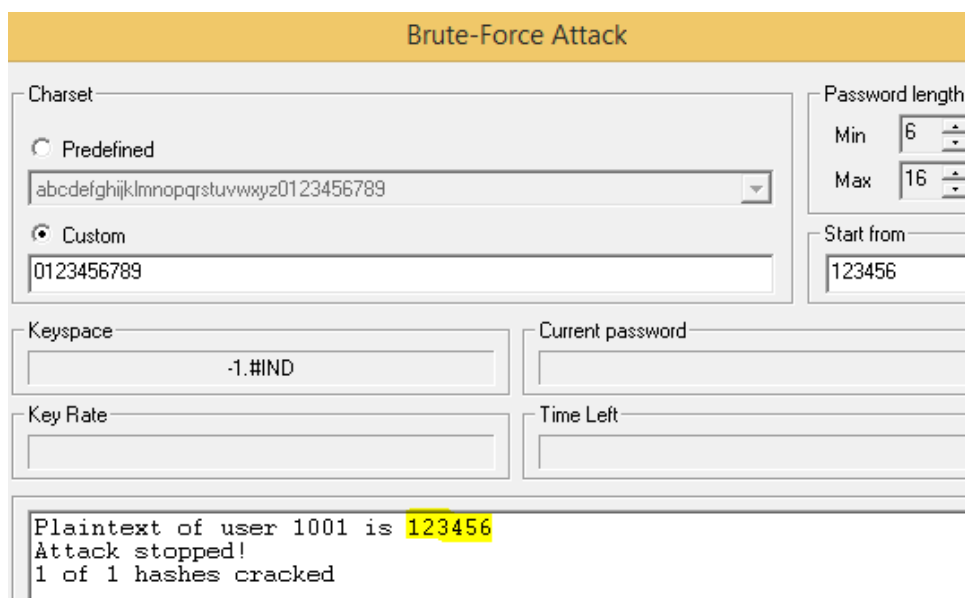 Brute-Force Attack
Charset
Predefined
abcdefghijklmnopqrstuvwxyz0123456789
Custom
0123456789
Password length
Min 6
Max 16
Start from
123456
Keyspace
-1.#IND
Current password
Key Rate
Time Left
Plaintext of user 1001 is 123456
Attack stopped!
1 of 1 hashes cracked